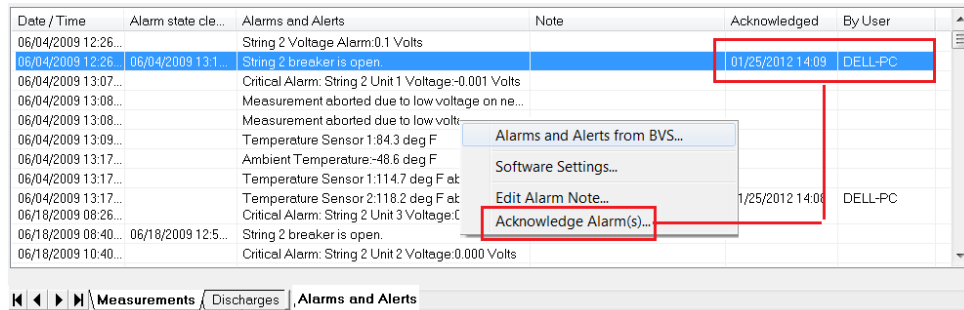 Date / Time Alarm state cle... Alarms and Alerts Note Acknowledged By User
06/04/2009 12:26... String 2 Voltage Alarm:0.1 Volts
06/04/2009 12:26... 06/04/2009 13:1... String 2 breaker is open. 01/25/2012 14:09 DELL-PC
06/04/2009 13:07... Critical Alarm: String 2 Unit 1 Voltage:-0.001 Volts
06/04/2009 13:08... Measurement aborted due to low voltage on ne...
06/04/2009 13:08... Measurement aborted due to low volta
06/04/2009 13:09... Temperature Sensor 1:84.3 deg F
06/04/2009 13:17... Ambient Temperature:-48.6 deg F
06/04/2009 13:17... Temperature Sensor 1:114.7 deg F ab
06/04/2009 13:17... Temperature Sensor 2:118.2 deg F ab 1/25/2012 14:08 DELL-PC
06/18/2009 08:26... Critical Alarm: String 2 Unit 3 Voltage:0
06/18/2009 08:40... 06/18/2009 12:5... String 2 breaker is open.
06/18/2009 10:40... Critical Alarm: String 2 Unit 2 Voltage:0.000 Volts
Alarms and Alerts from BVS...
Software Settings...
Edit Alarm Note...
Acknowledge Alarm(s)...
Measurements Discharges Alarms and Alerts